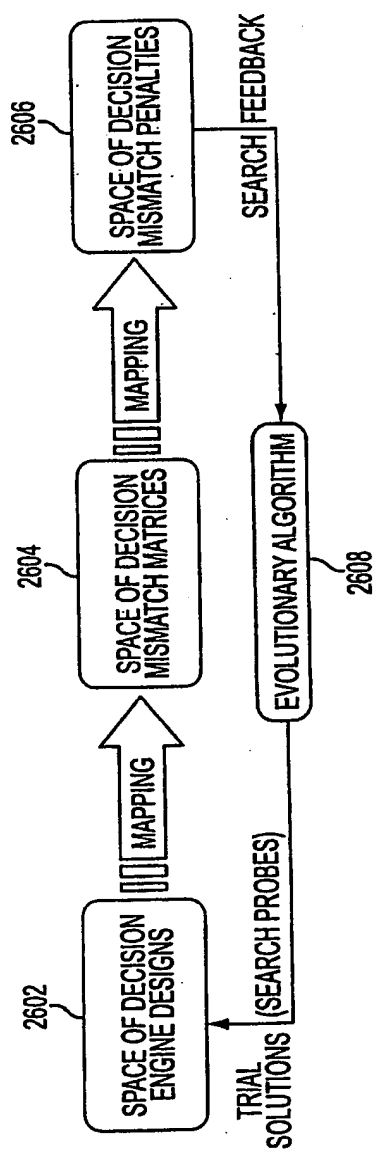 2602
SPACE OF DECISION
ENGINE DESIGNS
MAPPING
2604
SPACE OF DECISION
MISMATCH MATRICES
MAPPING
2606
SPACE OF DECISION
MISMATCH PENALTIES
TRIAL
SOLUTIONS (SEARCH PROBES)
EVOLUTIONARY ALGORITHM
2608
SEARCH FEEDBACK